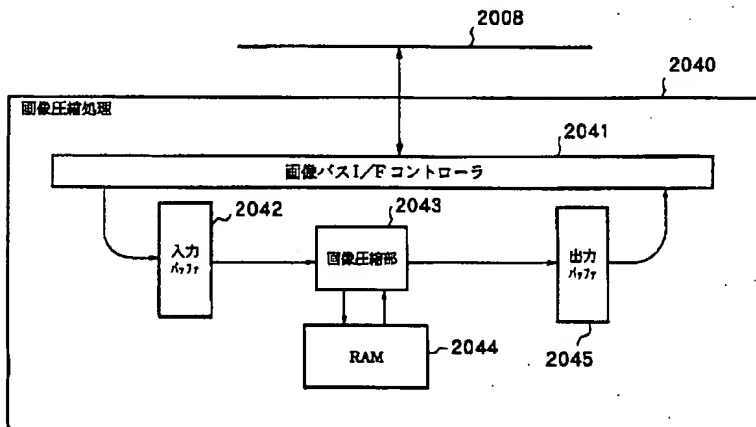 2008
2040
画像圧縮処理
2041
画像バスI/Fコントローラ
2042
入力
バッファ
2043
画像圧縮部
出力
バッファ
2045
RAM
2044